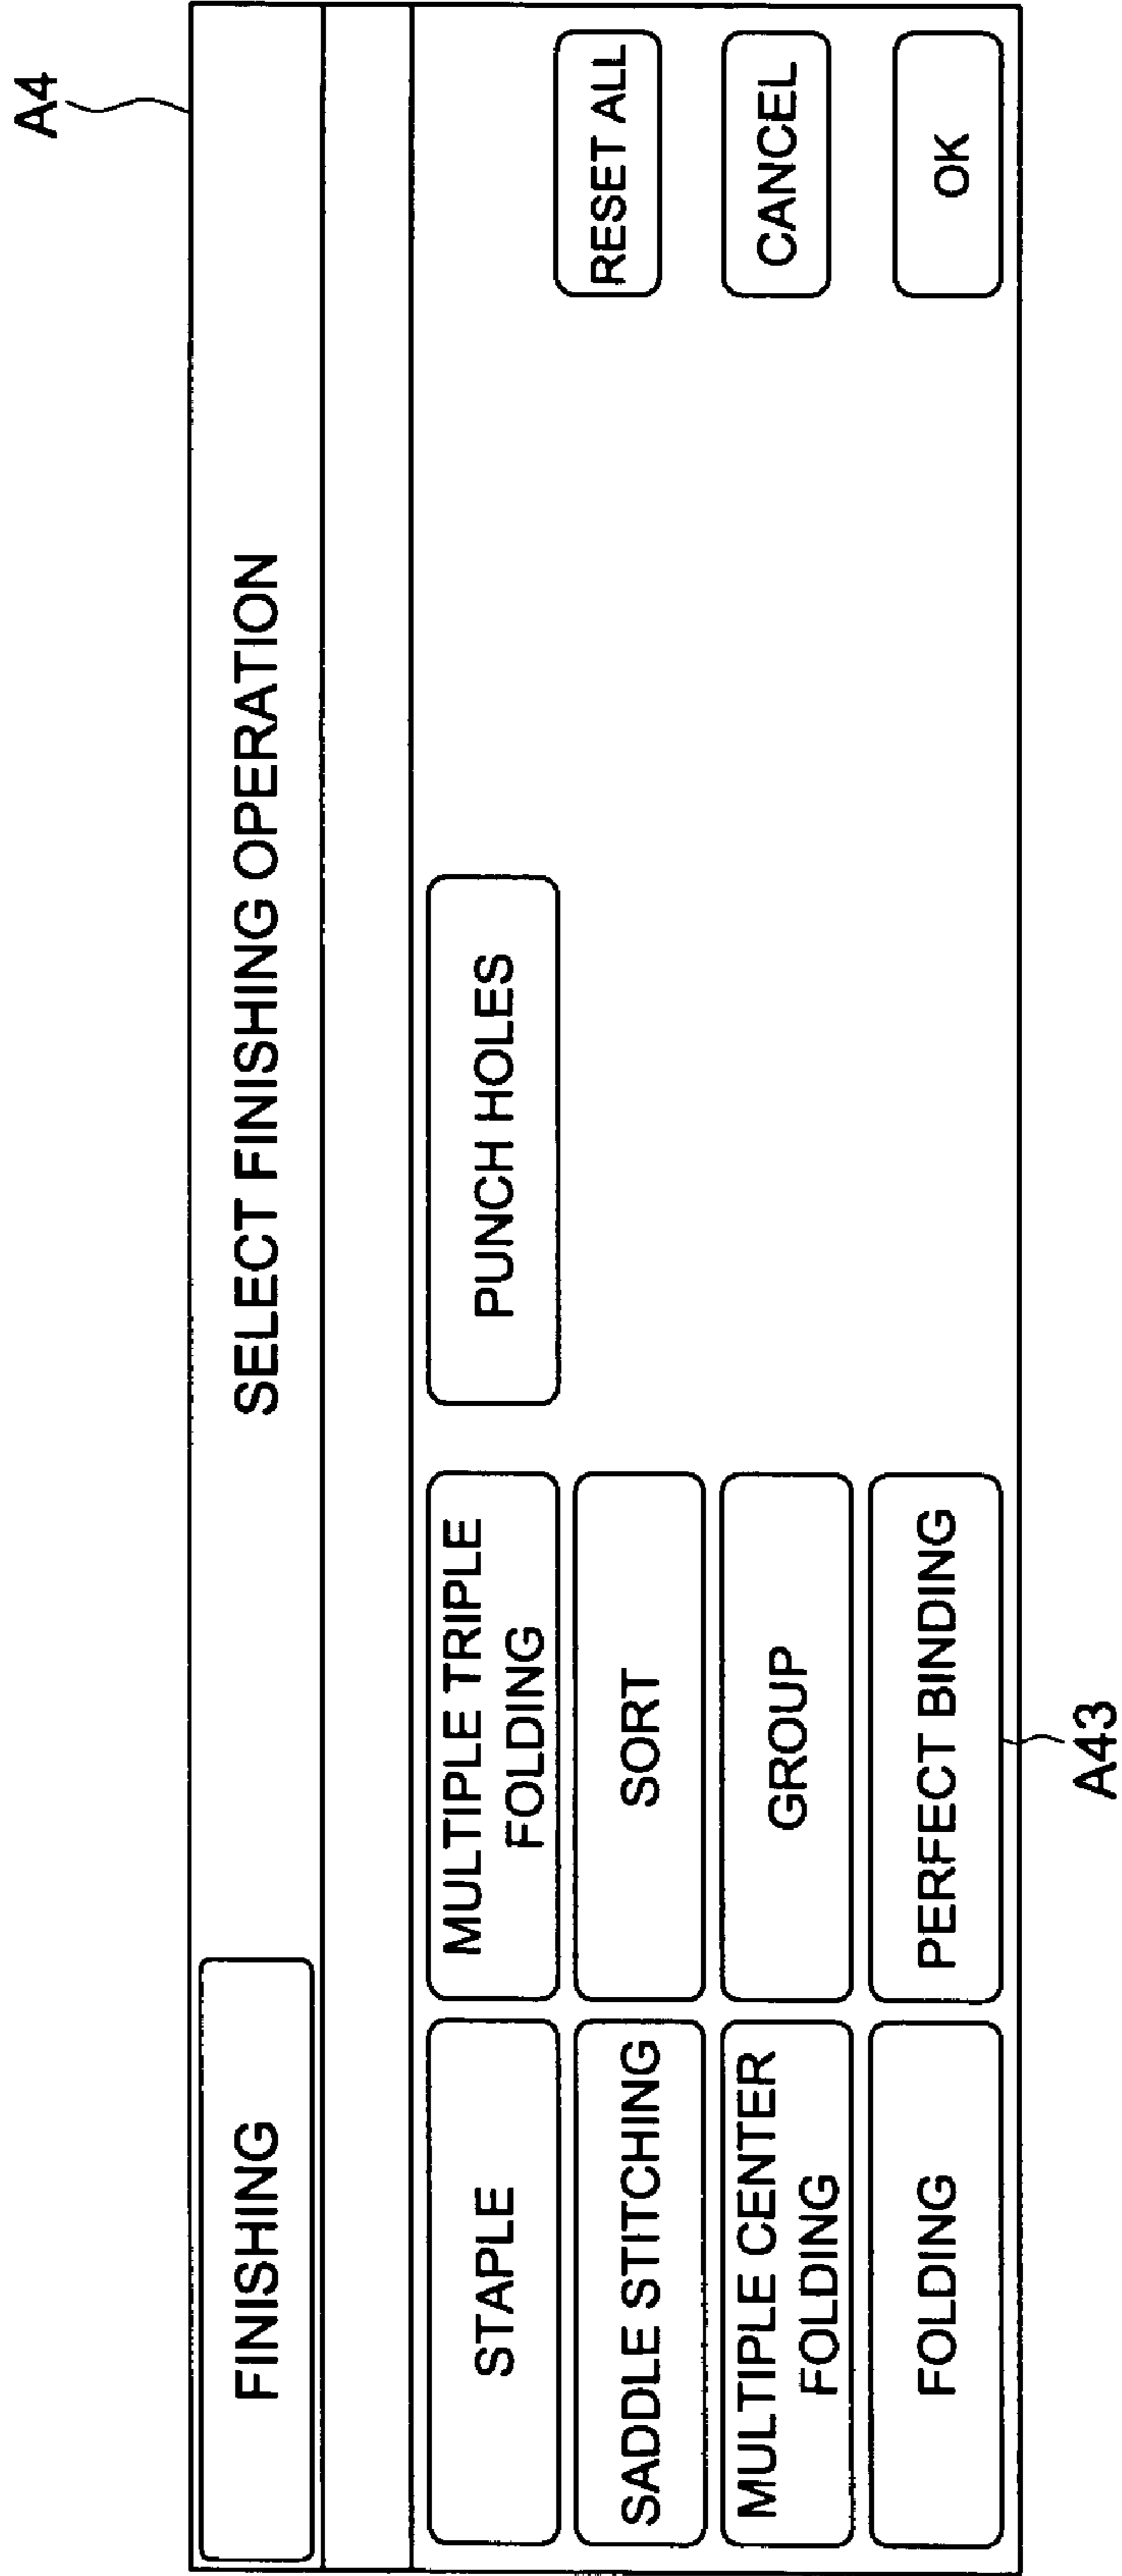 A4
FINISHING
SELECT FINISHING OPERATION
STAPLE
MULTIPLE TRIPLE
FOLDING
PUNCH HOLES
SADDLE STITCHING
SORT
RESET ALL
MULTIPLE CENTER
FOLDING
GROUP
CANCEL
FOLDING
PERFECT BINDING
OK
A43